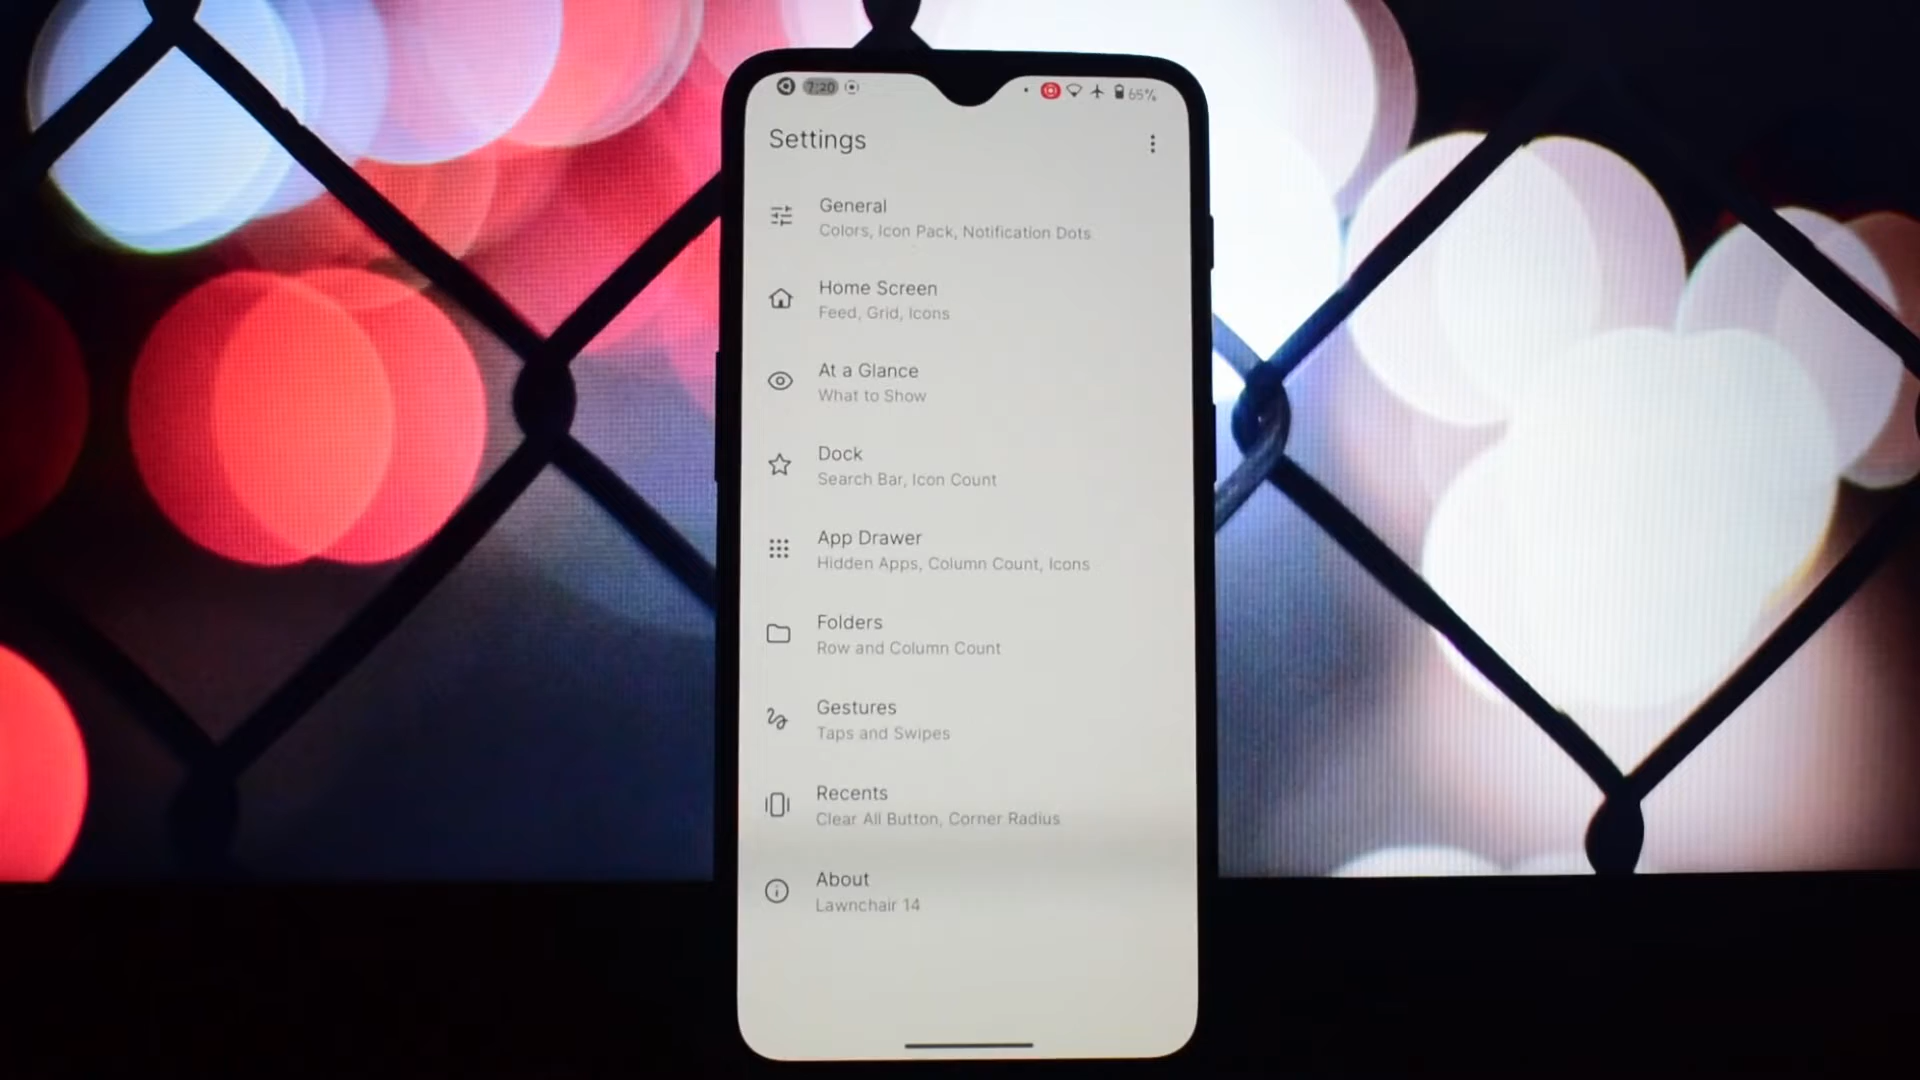 7:20
65%
Settings
General
Colors, Icon Pack, Notification Dots
Home Screen
Feed, Grid, Icons
At a Glance
What to Show
Dock
Search Bar, Icon Count
App Drawer
Hidden Apps, Column Count, Icons
Folders
Row and Column Count
Gestures
Taps and Swipes
Recents
Clear All Button, Corner Radius
About
Lawnchair 14